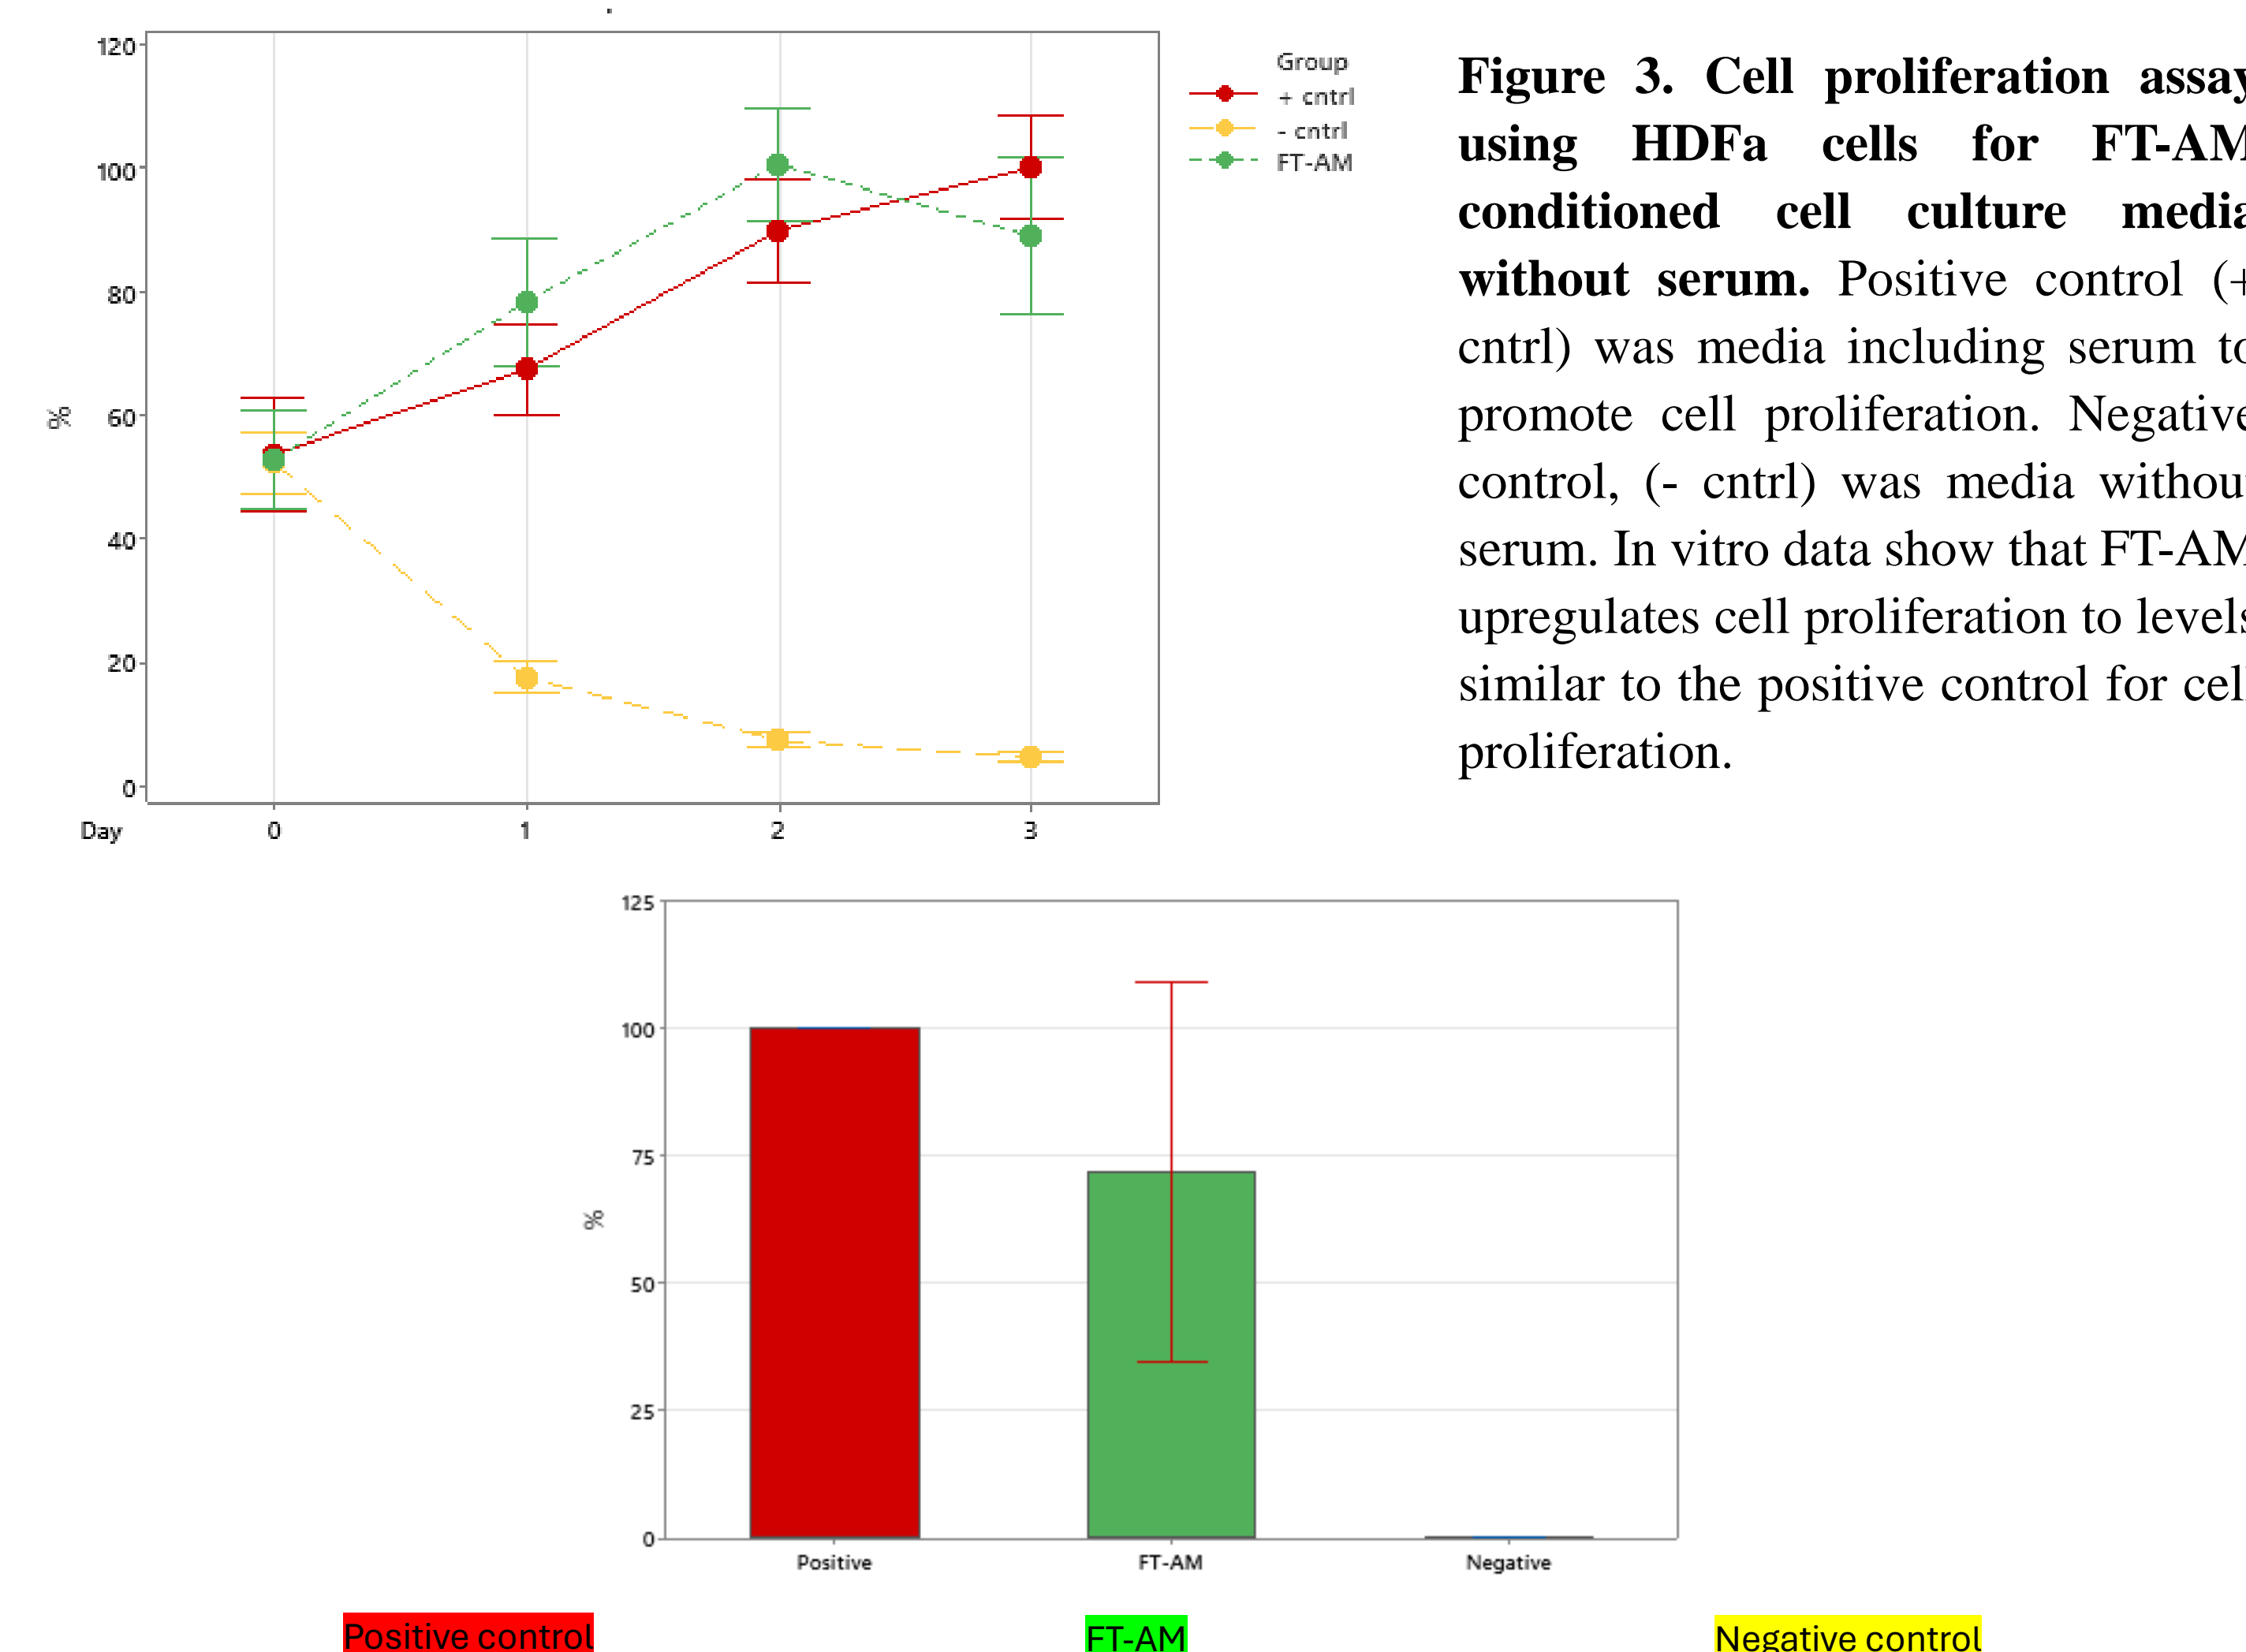 120
100
80
60
40
20
0
%
Day
0
1
2
3
Group
+ cntrl
- cntrl
FT-AM
Figure 3. Cell proliferation assay
using HDFa cells for FT-AM
conditioned cell culture media
without serum. Positive control (+
cntrl) was media including serum to
promote cell proliferation. Negative
control, (- cntrl) was media without
serum. In vitro data show that FT-AM
upregulates cell proliferation to levels
similar to the positive control for cell
proliferation.
125
100
75
50
25
0
%
Positive
FT-AM
Negative
Positive control
FT-AM
Negative control